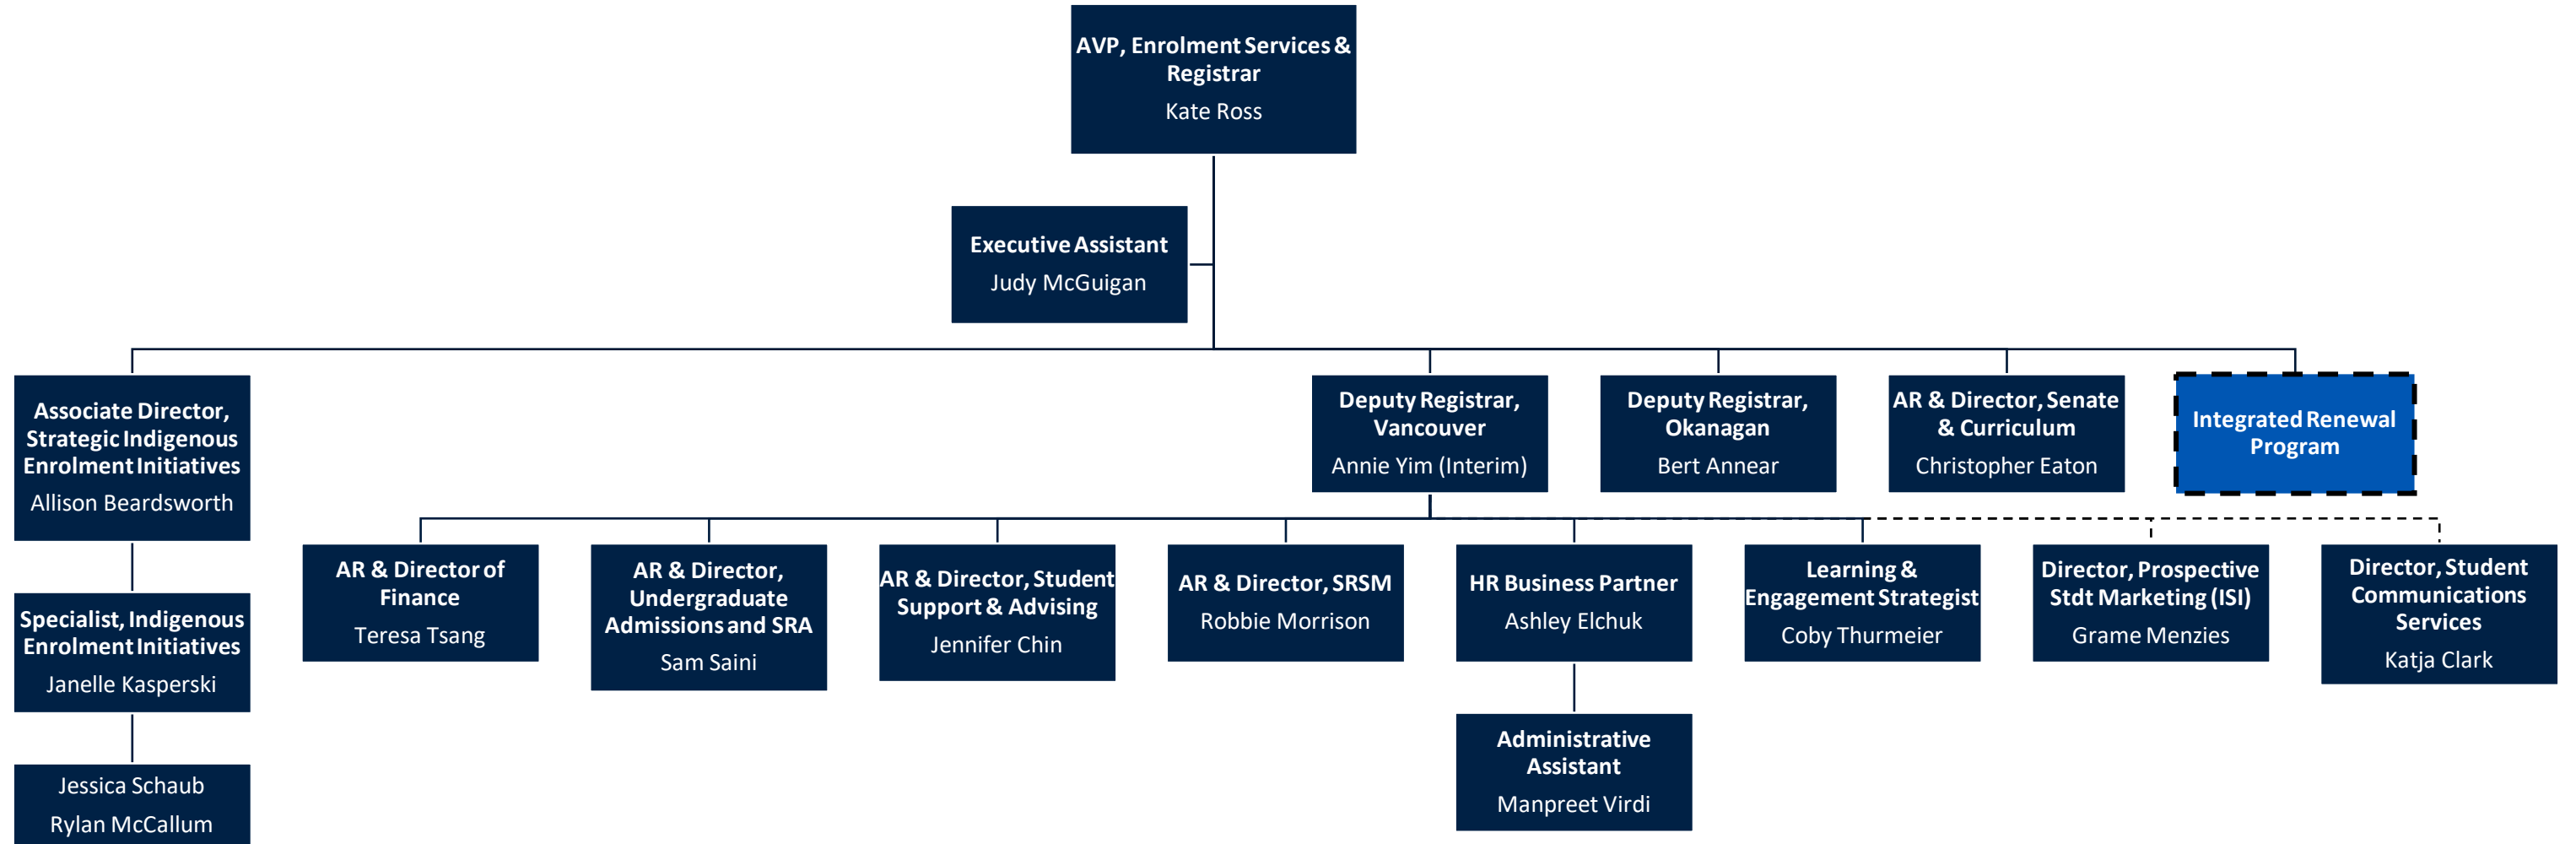 AVP, Enrolment Services &
Registrar
Kate Ross
Executive Assistant
Judy McGuigan
Associate Director,
Strategic Indigenous
Enrolment Initiatives
Allison Beardsworth
Deputy Registrar,
Vancouver
Annie Yim (Interim)
Deputy Registrar,
Okanagan
Bert Annear
AR & Director, Senate
& Curriculum
Christopher Eaton
Integrated Renewal
Program
Specialist, Indigenous
Enrolment Initiatives
Janelle Kasperski
Jessica Schaub
Rylan McCallum
AR & Director of
Finance
Teresa Tsang
AR & Director,
Undergraduate
Admissions and SRA
Sam Saini
AR & Director, Student
Support & Advising
Jennifer Chin
AR & Director, SRSM
Robbie Morrison
HR Business Partner
Ashley Elchuk
Administrative
Assistant
Manpreet Virdi
Learning &
Engagement Strategist
Coby Thurmeier
Director, Prospective
Stdt Marketing (ISI)
Grame Menzies
Director, Student
Communications
Services
Katja Clark